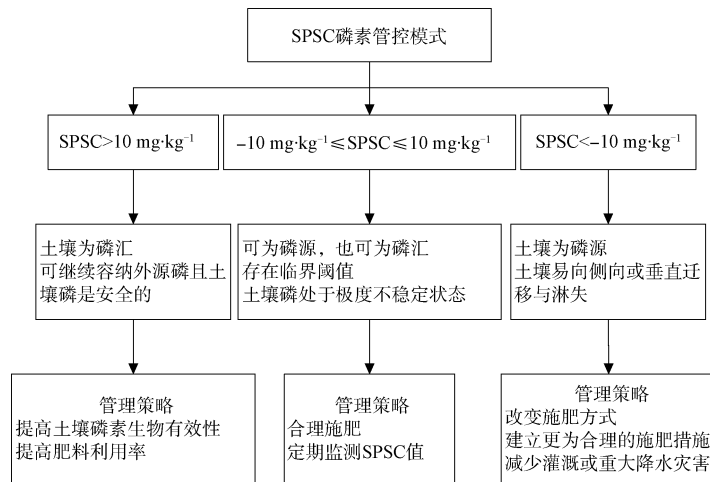 SPSC磷素管控模式
SPSC>10 mg·kg⁻¹
−10 mg·kg⁻¹≤SPSC≤10 mg·kg⁻¹
SPSC<−10 mg·kg⁻¹
土壤为磷汇
可继续容纳外源磷且土
壤磷是安全的
可为磷源，也可为磷汇
存在临界阈值
土壤磷处于极度不稳定状态
土壤为磷源
土壤易向侧向或垂直迁
移与淋失
管理策略
提高土壤磷素生物有效性
提高肥料利用率
管理策略
合理施肥
定期监测SPSC值
管理策略
改变施肥方式
建立更为合理的施肥措施
减少灌溉或重大降水灾害